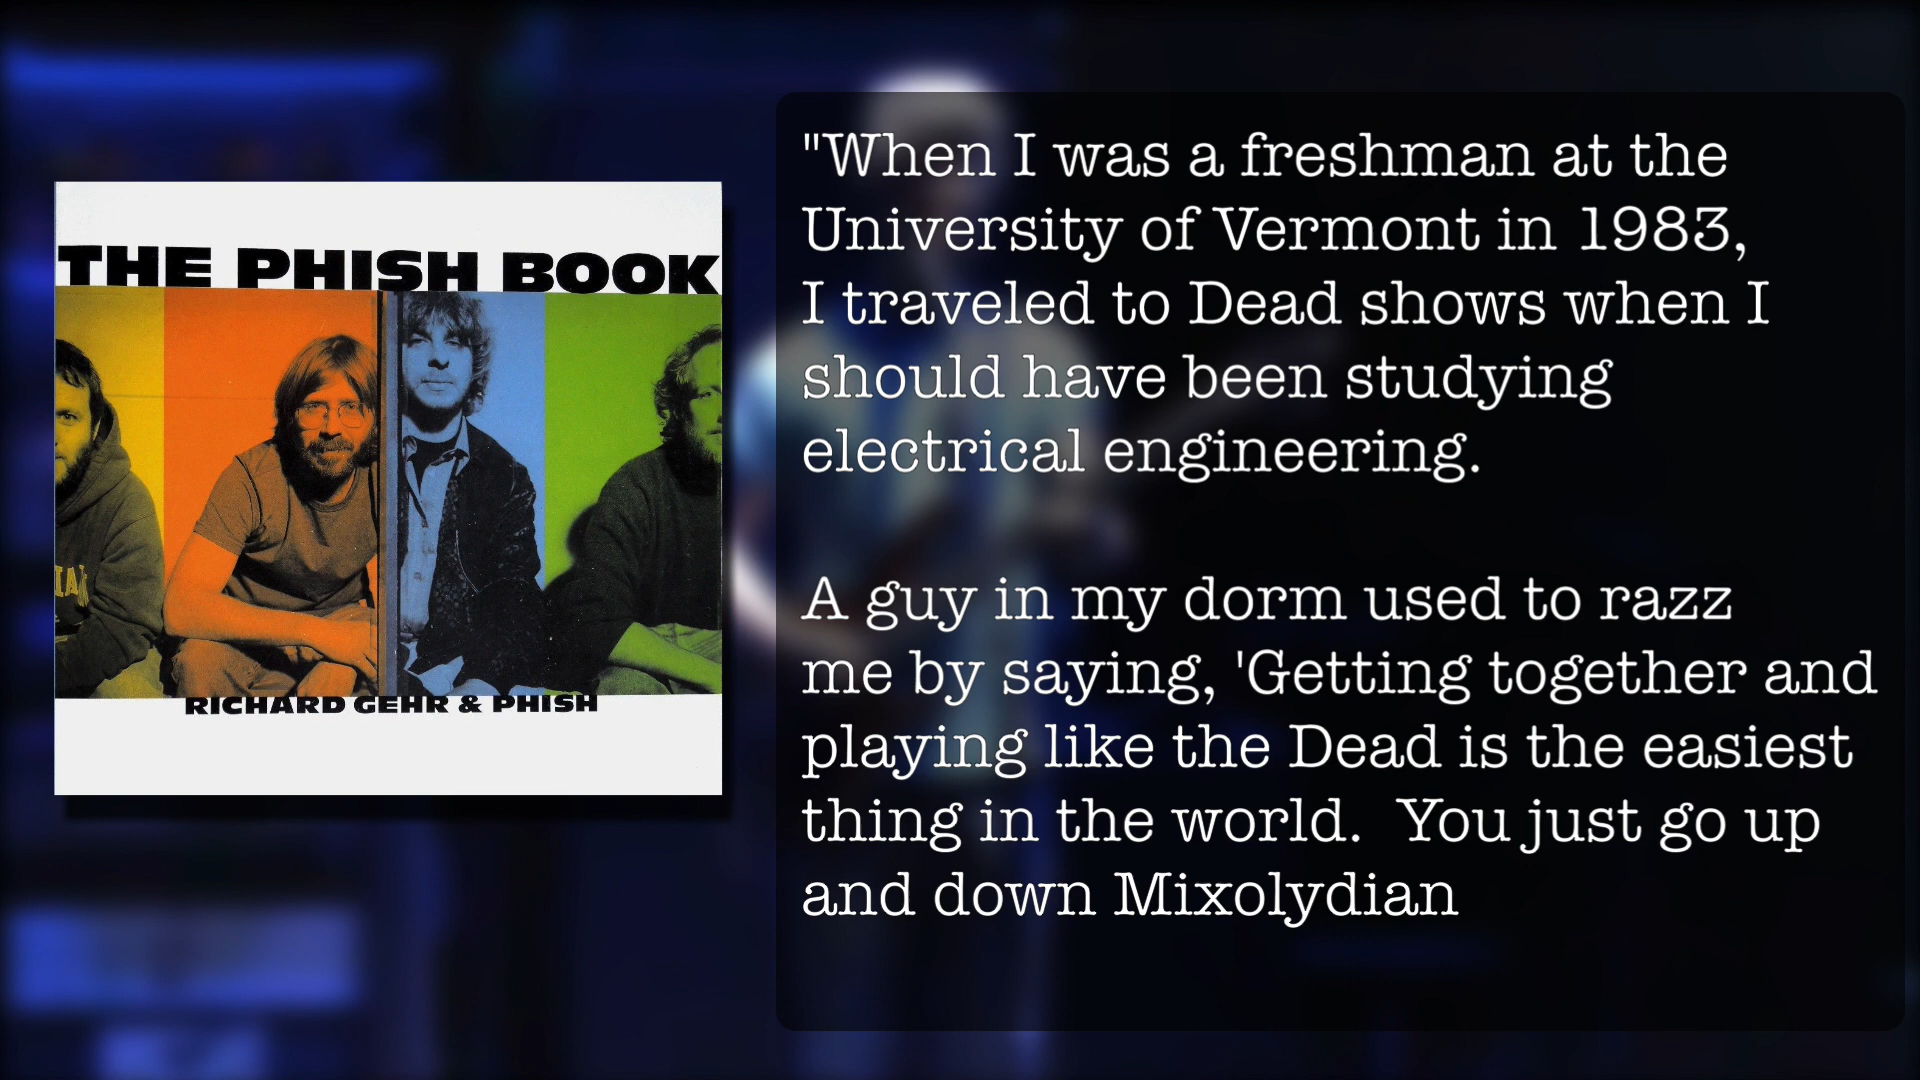 THE PHISH BOOK
RICHARD GEHR & PHISH
"When I was a freshman at the
University of Vermont in 1983,
I traveled to Dead shows when I
should have been studying
electrical engineering.
A guy in my dorm used to razz
me by saying, 'Getting together and
playing like the Dead is the easiest
thing in the world.  You just go up
and down Mixolydian